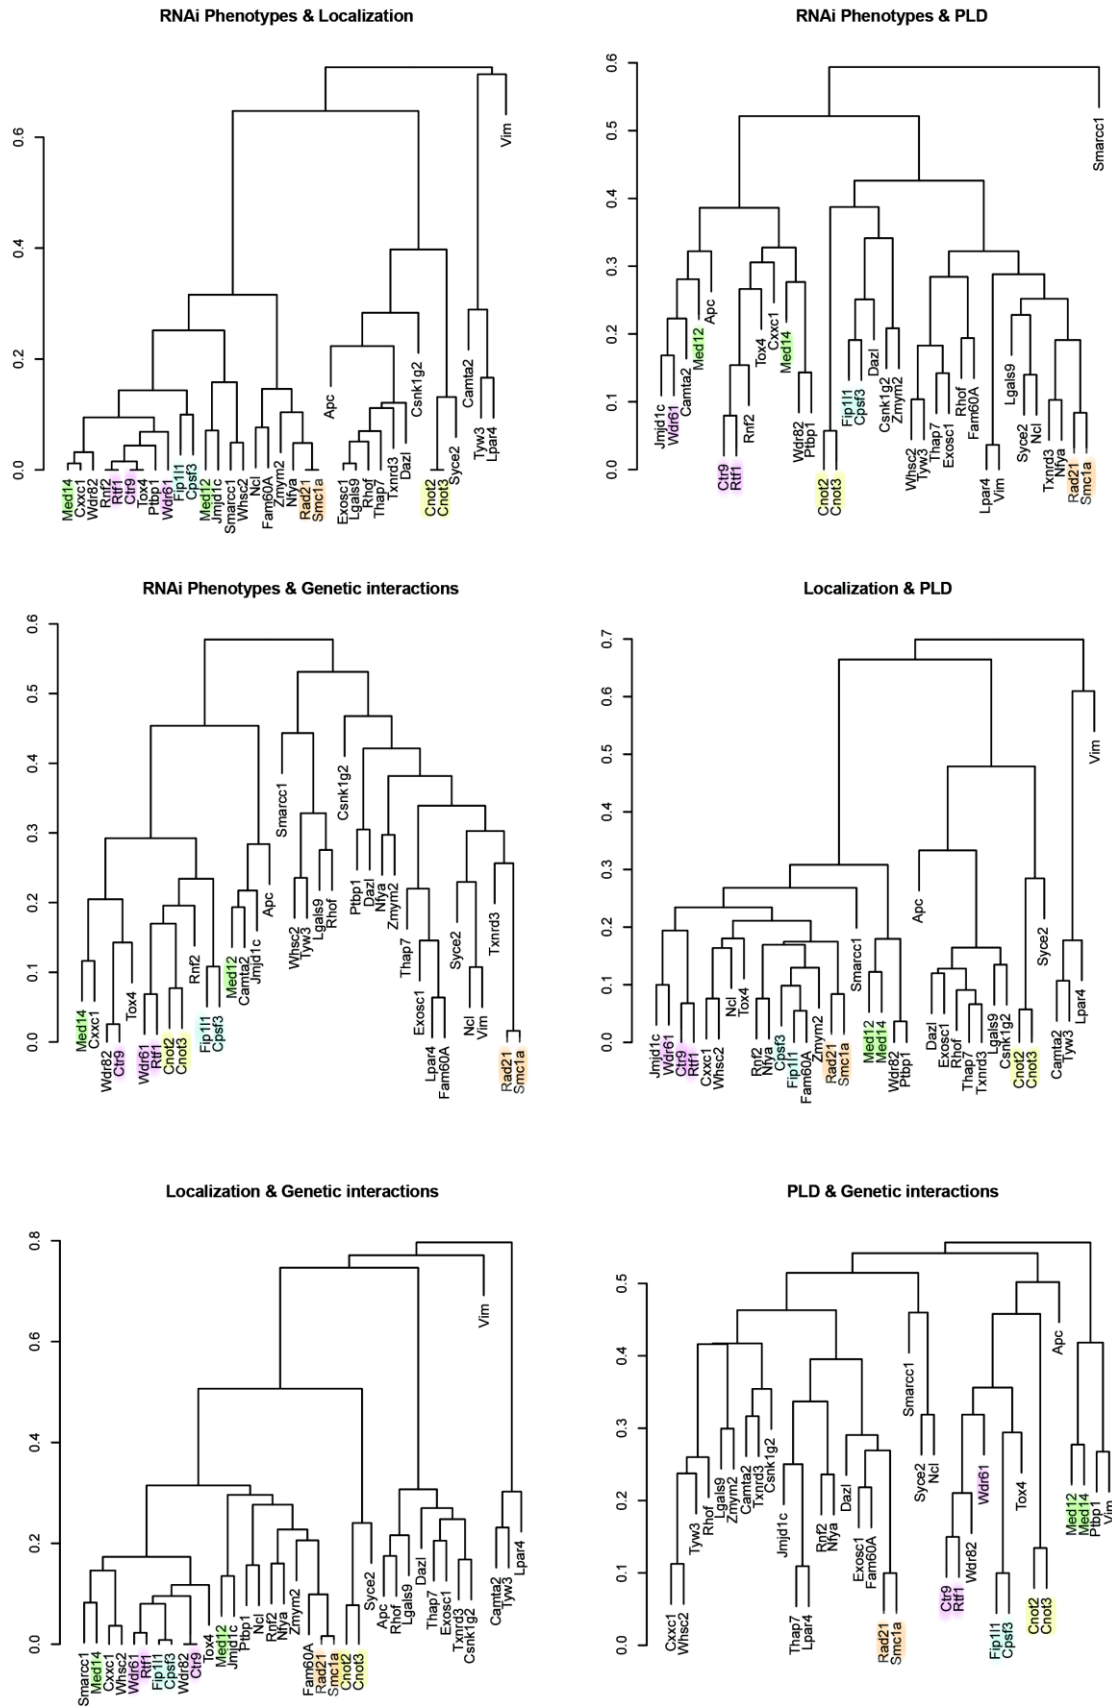 RNAi Phenotypes & Localization
0.6
0.4
0.2
0.0
Med14
Cxxc1
Wdr82
Rnf2
Rtf1
Ctr9
Tox4
Ptbp1
Wdr61
Fip1l1
Cpsf3
Med12
Jmjd1c
Smarcc1
Whsc2
Ncl
Fam60A
Zmym2
Nfya
Rad21
Smc1a
Apc
Exosc1
Lgals9
Rhof
Thap7
Txnrd3
Dazl
Csnk1g2
Cnot2
Cnot3
Syce2
Camta2
Tyw3
Lpar4
Vim
RNAi Phenotypes & PLD
0.6
0.5
0.4
0.3
0.2
0.1
0.0
Jmjd1c
Wdr61
Camta2
Med12
Apc
Ctr9
Rtf1
Rnf2
Tox4
Cxxc1
Med14
Wdr82
Ptbp1
Cnot2
Cnot3
Fip1l1
Cpsf3
Dazl
Csnk1g2
Zmym2
Whsc2
Tyw3
Thap7
Exosc1
Rhof
Fam60A
Lpar4
Vim
Lgals9
Syce2
Ncl
Txnrd3
Nfya
Rad21
Smc1a
Smarcc1
RNAi Phenotypes & Genetic interactions
0.6
0.5
0.4
0.3
0.2
0.1
0.0
Med14
Cxxc1
Wdr82
Ctr9
Tox4
Wdr61
Rtf1
Cnot2
Cnot3
Rnf2
Fip1l1
Cpsf3
Med12
Camta2
Jmjd1c
Apc
Smarcc1
Whsc2
Tyw3
Lgals9
Rhof
Csnk1g2
Ptbp1
Dazl
Nfya
Zmym2
Thap7
Exosc1
Lpar4
Fam60A
Syce2
Ncl
Vim
Txnrd3
Rad21
Smc1a
Localization & PLD
0.7
0.6
0.5
0.4
0.3
0.2
0.1
0.0
Jmjd1c
Wdr61
Ctr9
Rtf1
Cxxc1
Whsc2
Ncl
Tox4
Rnf2
Nfya
Cpsf3
Fip1l1
Fam60A
Zmym2
Rad21
Smc1a
Smarcc1
Med12
Med14
Wdr82
Ptbp1
Apc
Dazl
Exosc1
Rhof
Thap7
Txnrd3
Lgals9
Csnk1g2
Cnot2
Cnot3
Syce2
Camta2
Tyw3
Lpar4
Vim
Localization & Genetic interactions
0.8
0.6
0.4
0.2
0.0
Smarcc1
Med14
Cxxc1
Whsc2
Wdr61
Rtf1
Fip1l1
Cpsf3
Wdr82
Ctr9
Tox4
Med12
Jmjd1c
Ptbp1
Ncl
Rnf2
Nfya
Zmym2
Fam60A
Rad21
Smc1a
Cnot2
Cnot3
Syce2
Apc
Rhof
Lgals9
Dazl
Thap7
Exosc1
Txnrd3
Csnk1g2
Vim
Camta2
Tyw3
Lpar4
PLD & Genetic interactions
0.5
0.4
0.3
0.2
0.1
0.0
Cxxc1
Whsc2
Tyw3
Rhof
Lgals9
Zmym2
Camta2
Txnrd3
Csnk1g2
Jmjd1c
Thap7
Lpar4
Rnf2
Nfya
Dazl
Exosc1
Fam60A
Rad21
Smc1a
Smarcc1
Syce2
Ncl
Ctr9
Rtf1
Wdr82
Wdr61
Fip1l1
Cpsf3
Tox4
Cnot2
Cnot3
Apc
Med12
Med14
Ptbp1
Vim